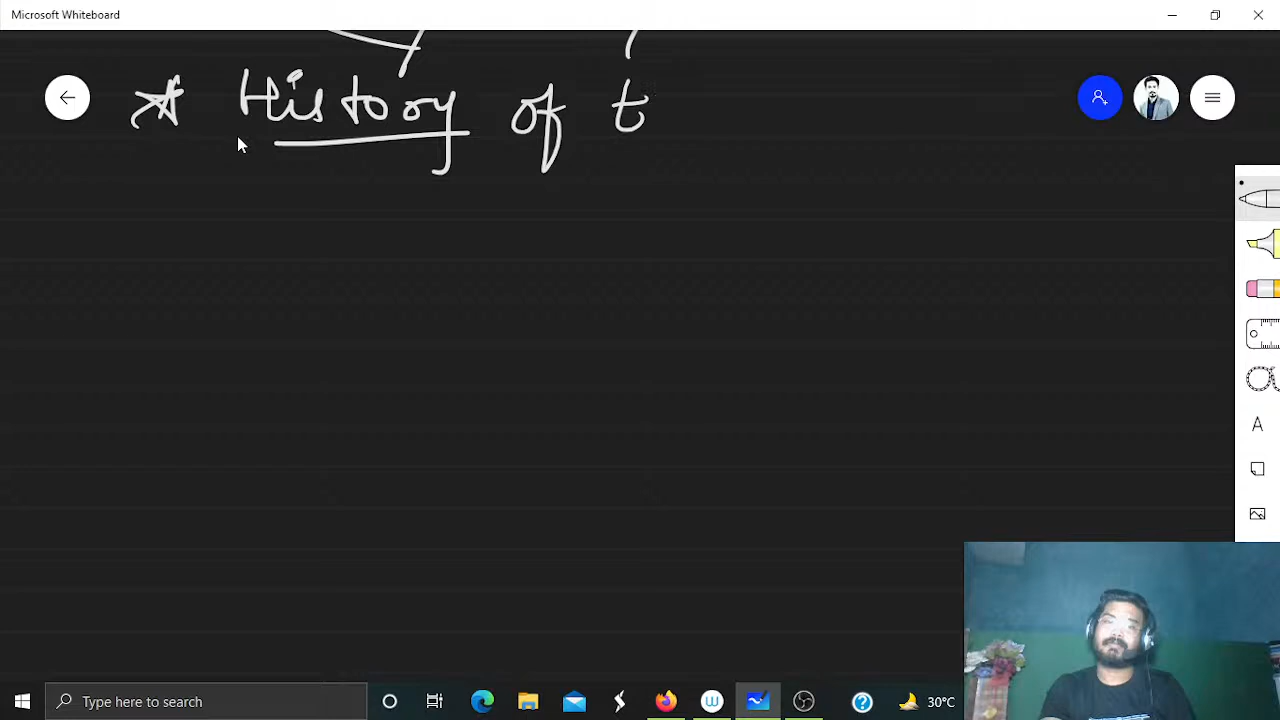 Microsoft Whiteboard
* History of t
A
Type here to search
30°C